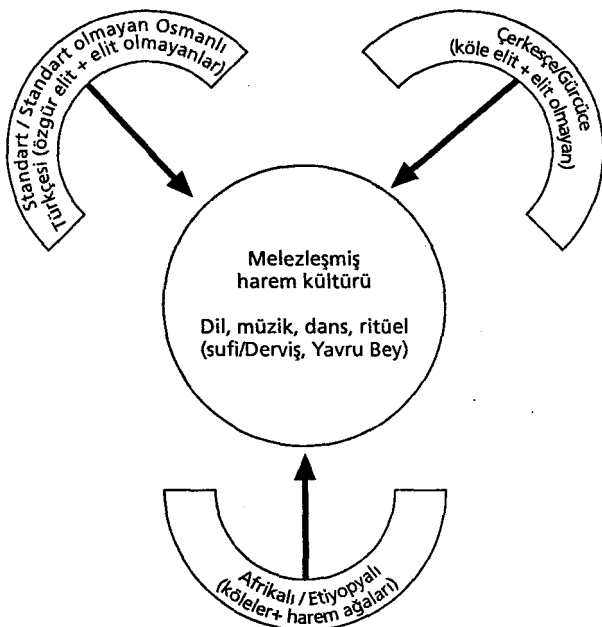 Standart / Standart olmayan Osmanlı
Türkçesi (özgür elit + elit olmayanlar)
Çerkesçe/Gürcüce
(köle elit + elit olmayan)
Melezleşmiş
harem kültürü
Dil, müzik, dans, ritüel
(sufi/Derviş, Yavru Bey)
Afrikalı / Etiyopyalı
(köleler+ harem ağaları)